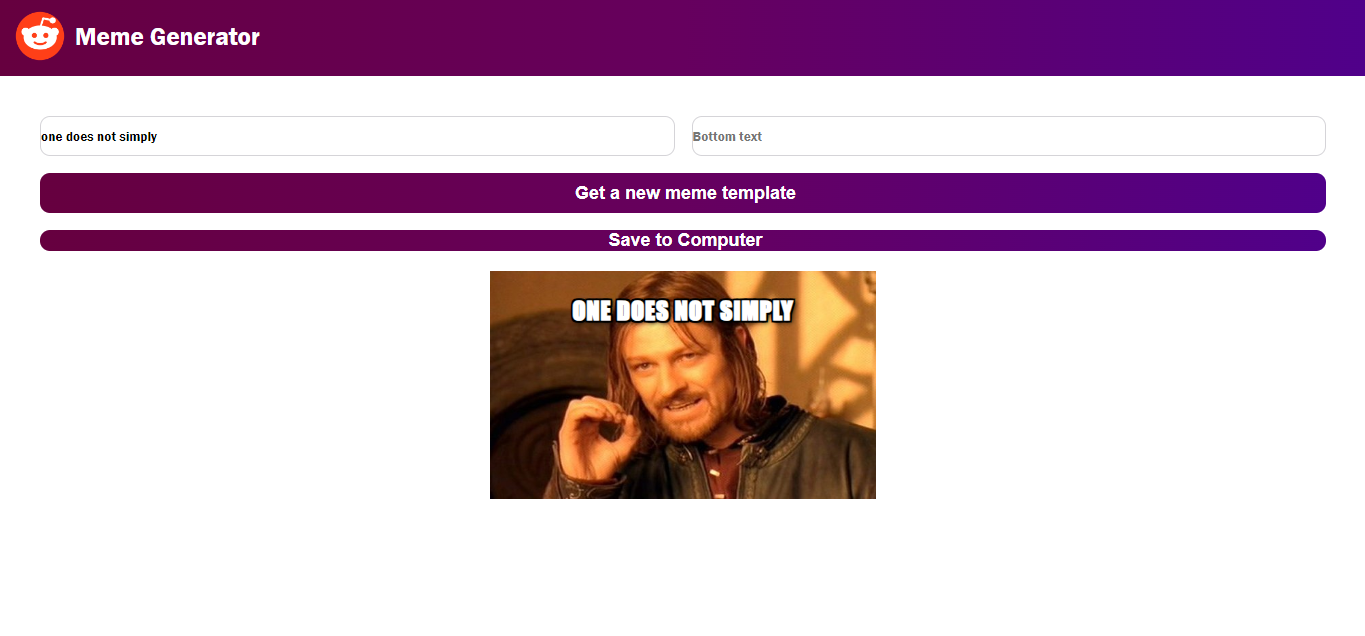 Meme Generator
one does not simply
Bottom text
Get a new meme template
Save to Computer
ONE DOES NOT SIMPLY